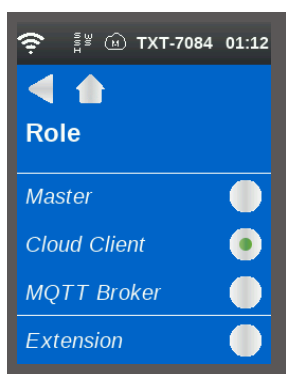 TXT-7084 01:12
Role
Master
Cloud Client
MQTT Broker
Extension